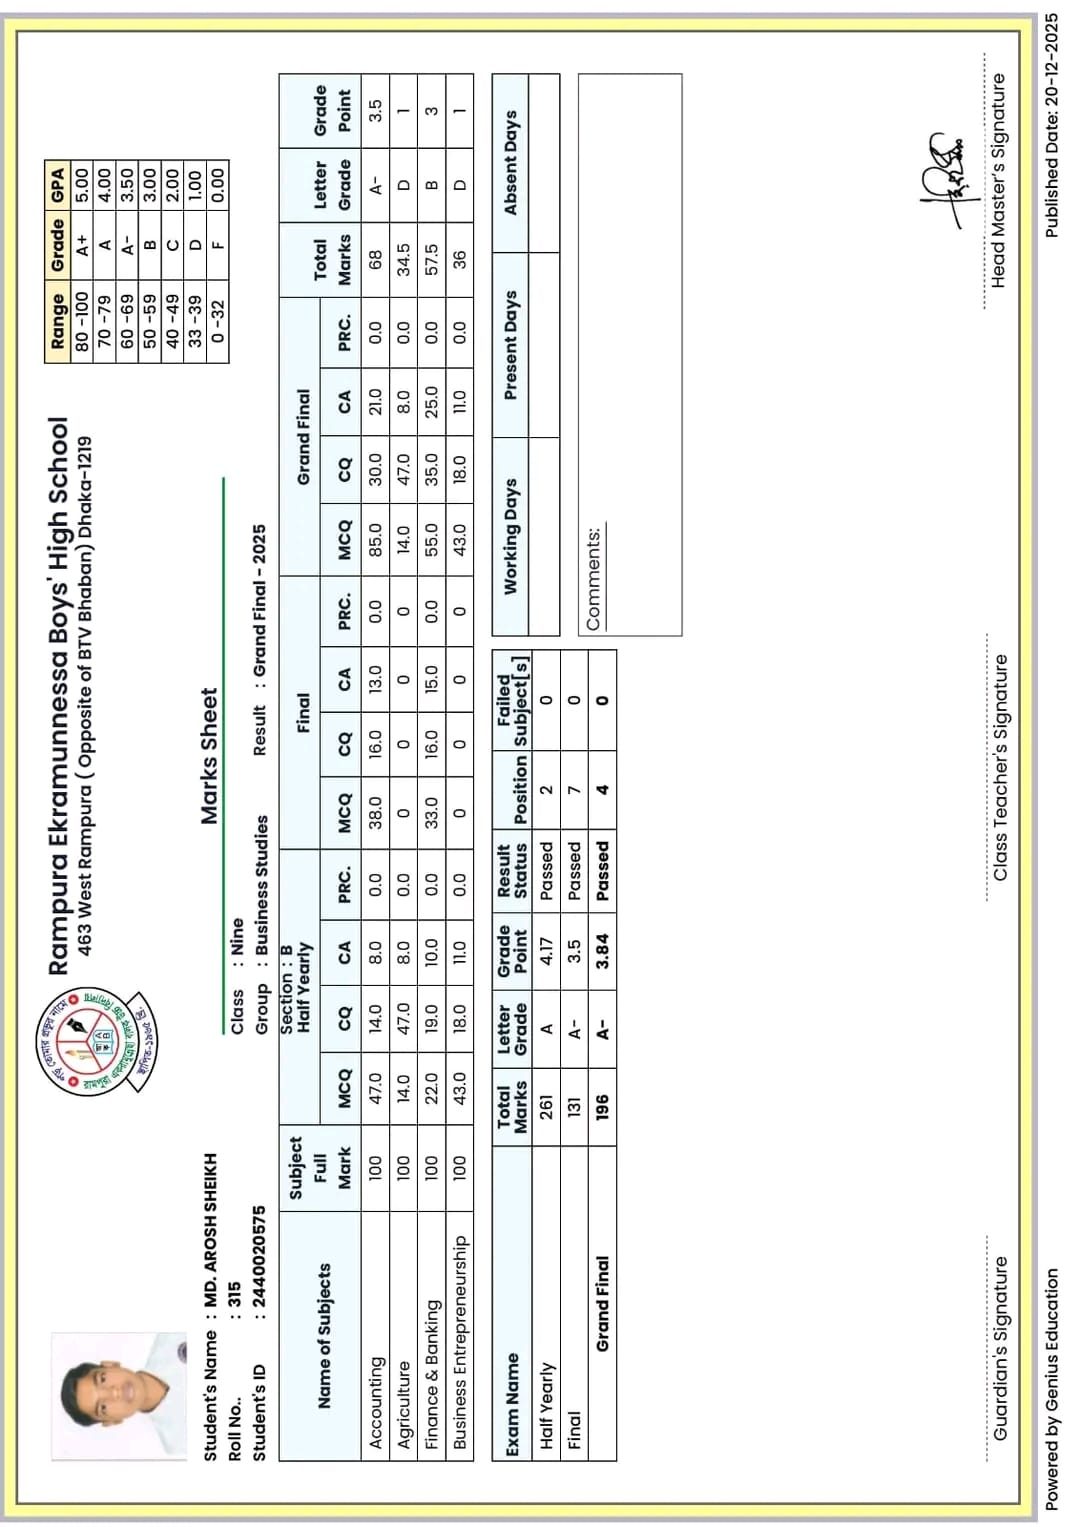 Rampura Ekramunnessa Boys' High School
463 West Rampura ( Opposite of BTV Bhaban) Dhaka-1219
Range Grade GPA
80 -100 A+ 5.00
70 -79 A 4.00
60 -69 A- 3.50
50 -59 B 3.00
40 -49 C 2.00
33 -39 D 1.00
0 -32 F 0.00
Marks Sheet
Student's Name : MD. AROSH SHEIKH
Roll No.. : 315 Class : Nine
Student's ID : 2440020575 Group : Business Studies Result : Grand Final - 2025
Section : B
Name of Subjects Subject Full Mark Half Yearly Final Grand Final Total Marks Letter Grade Grade Point
MCQ CQ CA PRC. MCQ CQ CA PRC. MCQ CQ CA PRC.
Accounting 100 47.0 14.0 8.0 0.0 38.0 16.0 13.0 0.0 85.0 30.0 21.0 0.0 68 A- 3.5
Agriculture 100 14.0 47.0 8.0 0.0 0 0 0 0 14.0 47.0 8.0 0.0 34.5 D 1
Finance & Banking 100 22.0 19.0 10.0 0.0 33.0 16.0 15.0 0.0 55.0 35.0 25.0 0.0 57.5 B 3
Business Entrepreneurship 100 43.0 18.0 11.0 0.0 0 0 0 0 43.0 18.0 11.0 0.0 36 D 1
Exam Name Total Marks Letter Grade Grade Point Result Status Position Failed Subject[s]
Half Yearly 261 A 4.17 Passed 2 0
Final 131 A- 3.5 Passed 7 0
Grand Final 196 A- 3.84 Passed 4 0
Working Days Present Days Absent Days
Comments:
Guardian's Signature Class Teacher's Signature Head Master's Signature
Powered by Genius Education Published Date: 20-12-2025